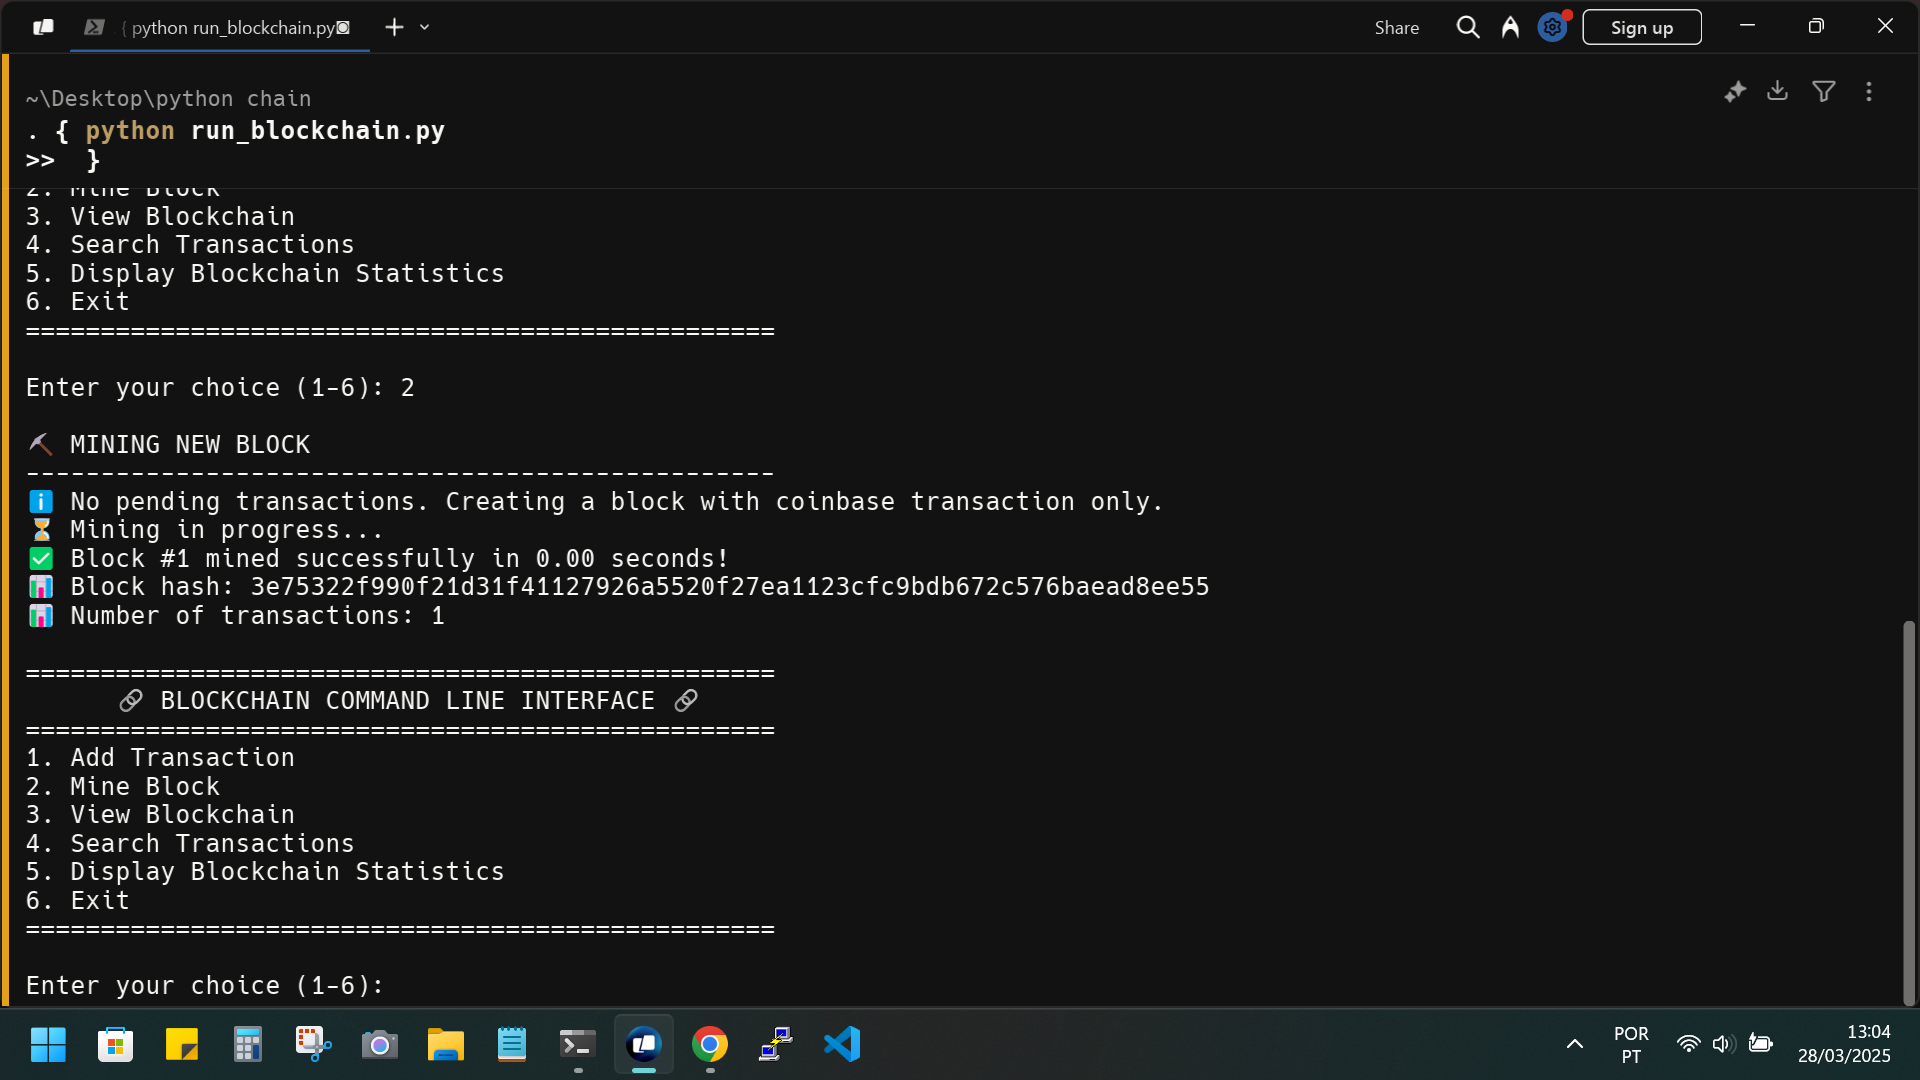 { python run_blockchain.py
Share
Sign up
~\Desktop\python chain
. { python run_blockchain.py
>>  }
2. Mine Block
3. View Blockchain
4. Search Transactions
5. Display Blockchain Statistics
6. Exit
==================================================
Enter your choice (1-6): 2
MINING NEW BLOCK
--------------------------------------------------
No pending transactions. Creating a block with coinbase transaction only.
Mining in progress...
Block #1 mined successfully in 0.00 seconds!
Block hash: 3e75322f990f21d31f41127926a5520f27ea1123cfc9bdb672c576baead8ee55
Number of transactions: 1
==================================================
BLOCKCHAIN COMMAND LINE INTERFACE
==================================================
1. Add Transaction
2. Mine Block
3. View Blockchain
4. Search Transactions
5. Display Blockchain Statistics
6. Exit
==================================================
Enter your choice (1-6):
POR
PT
13:04
28/03/2025